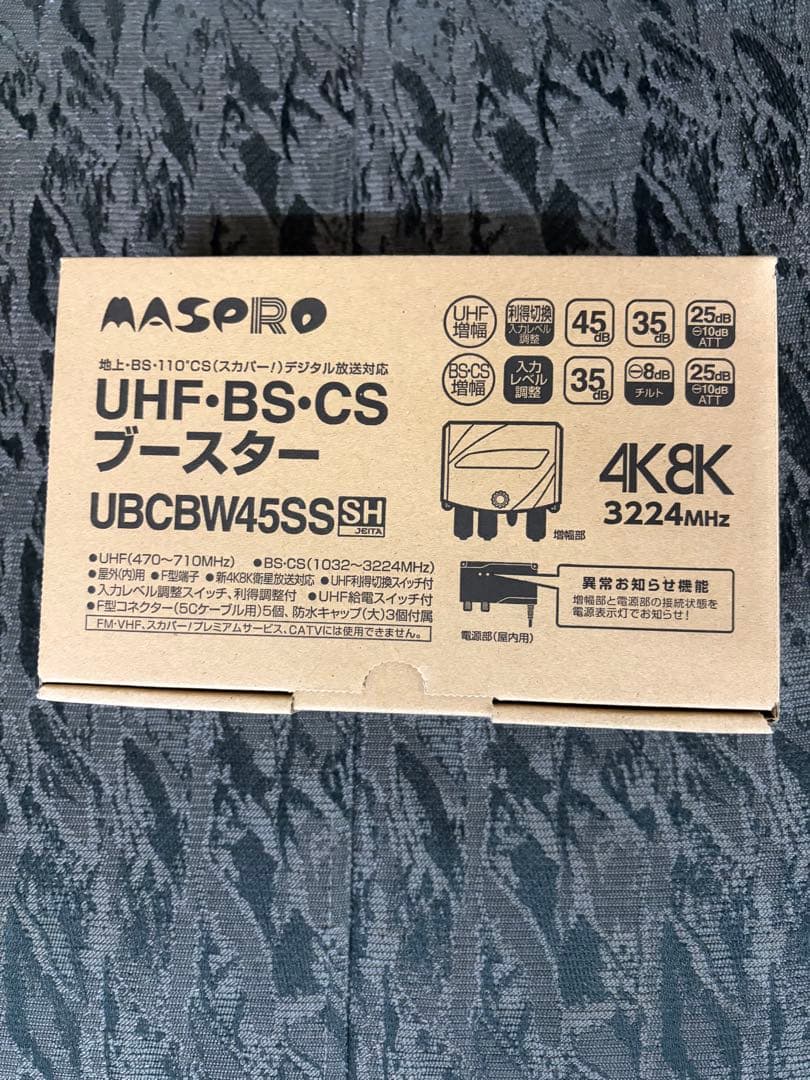 MASPRO
地上・BS・110°CS(スカパー!)デジタル放送対応
UHF・BS・CS
ブースター
UBCBW45SS SH
JEITA
●UHF(470～710MHz) ●BS・CS(1032～3224MHz)
●屋外(内)用 ●F型端子 ●新4K8K衛星放送対応 ●UHF利得切換スイッチ付
●入力レベル調整スイッチ、利得調整付 ●UHF給電スイッチ付
●F型コネクター(5Cケーブル用)5個、防水キャップ(大)3個付属
FM・VHF、スカパー!プレミアムサービス、CATVには使用できません。
UHF
増幅
利得切換
入力レベル
調整
45dB
35dB
25dB
⊖10dB
ATT
BS・CS
増幅
入力
レベル
調整
35dB
⊖8dB
チルト
25dB
⊖10dB
ATT
増幅部
4K8K
3224MHz
電源部(屋内用)
異常お知らせ機能
増幅部と電源部の接続状態を
電源表示灯でお知らせ!